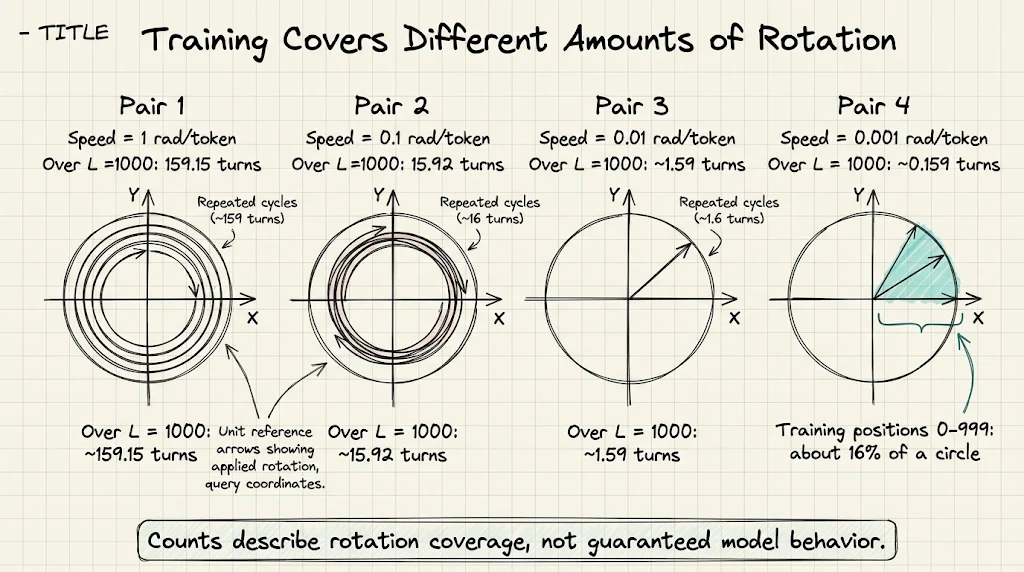 - TITLE
Training Covers Different Amounts of Rotation
Pair 1
Speed = 1 rad/token
Over L =1000: 159.15 turns
Y
Repeated cycles
(~159 turns)
X
Over L = 1000:
~159.15 turns
Unit reference
arrows showing
applied rotation,
query coordinates.
Pair 2
Speed = 0.1 rad/token
Over L =1000: 15.92 turns
Y
Repeated cycles
(~16 turns)
X
Over L = 1000:
~15.92 turns
Pair 3
Speed = 0.01 rad/token
Over L =1000: ~1.59 turns
Y
Repeated cycles
(~1.6 turns)
X
Over L = 1000:
~1.59 turns
Pair 4
Speed = 0.001 rad/token
Over L = 1000: ~0.159 turns
Y
X
Training positions 0-999:
about 16% of a circle
Counts describe rotation coverage, not guaranteed model behavior.